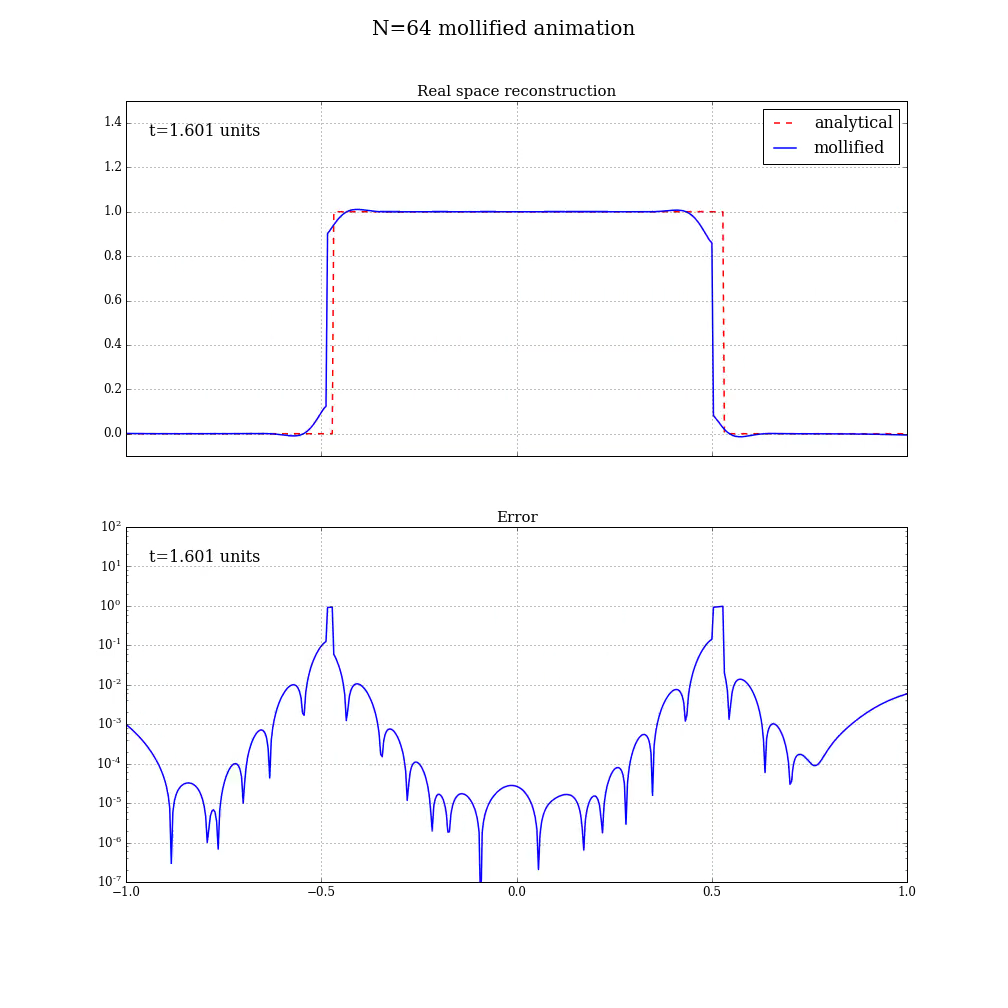 N=64 mollified animation
Real space reconstruction
t=1.601 units
analytical
mollified
1.4
1.2
1.0
0.8
0.6
0.4
0.2
0.0
Error
t=1.601 units
10²
10¹
10⁰
10⁻¹
10⁻²
10⁻³
10⁻⁴
10⁻⁵
10⁻⁶
10⁻⁷
−1.0 −0.5 0.0 0.5 1.0